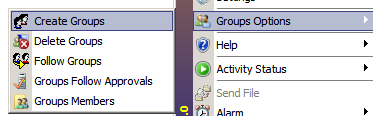 Create Groups
Delete Groups
Follow Groups
Groups Follow Approvals
Groups Members
Groups Options
Help
Activity Status
Send File
Alarm